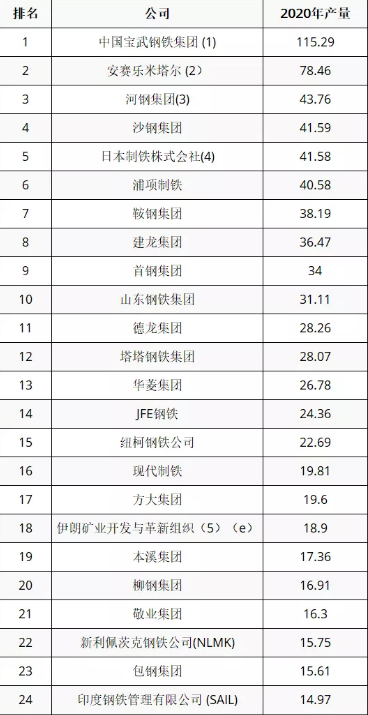 排名 公司 2020年产量
1 中国宝武钢铁集团 (1) 115.29
2 安赛乐米塔尔 (2） 78.46
3 河钢集团(3) 43.76
4 沙钢集团 41.59
5 日本制铁株式会社(4) 41.58
6 浦项制铁 40.58
7 鞍钢集团 38.19
8 建龙集团 36.47
9 首钢集团 34
10 山东钢铁集团 31.11
11 德龙集团 28.26
12 塔塔钢铁集团 28.07
13 华菱集团 26.78
14 JFE钢铁 24.36
15 纽柯钢铁公司 22.69
16 现代制铁 19.81
17 方大集团 19.6
18 伊朗矿业开发与革新组织（5）（e） 18.9
19 本溪集团 17.36
20 柳钢集团 16.91
21 敬业集团 16.3
22 新利佩茨克钢铁公司(NLMK) 15.75
23 包钢集团 15.61
24 印度钢铁管理有限公司 (SAIL) 14.97